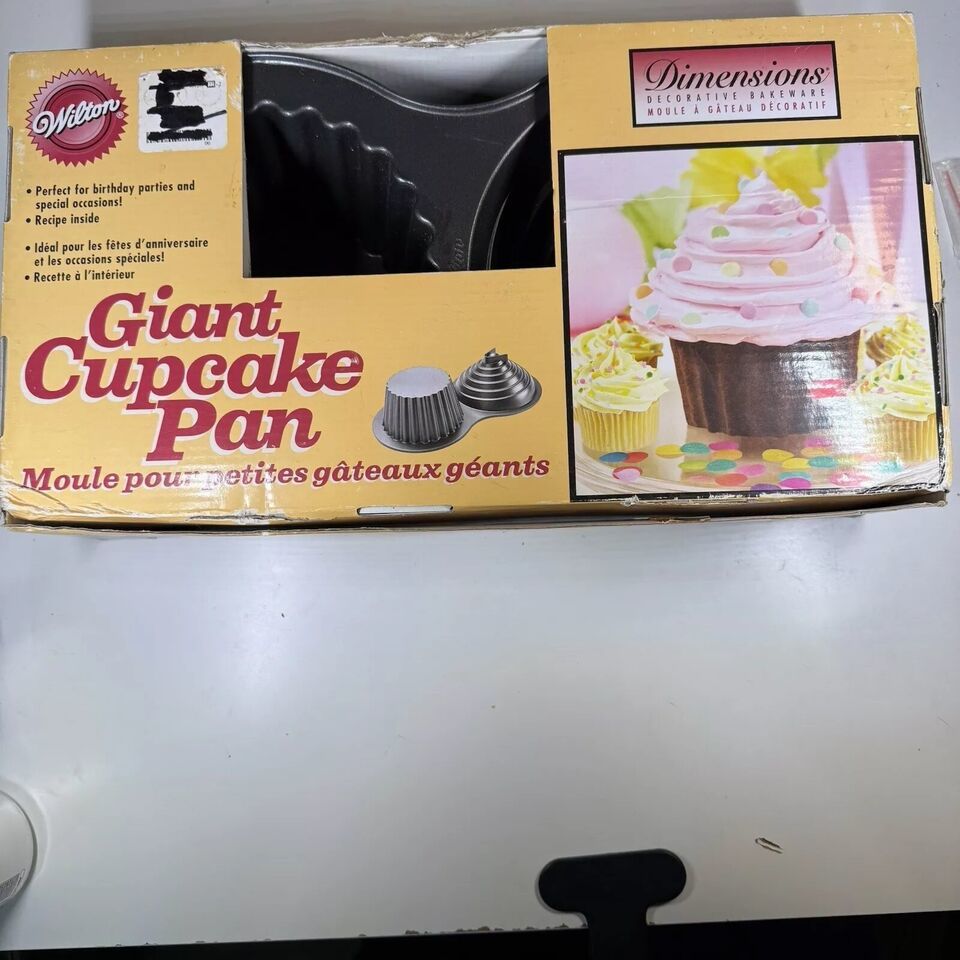 Wilton®
• Perfect for birthday parties and
special occasions!
• Recipe inside
• Idéal pour les fêtes d'anniversaire
et les occasions spéciales!
• Recette à l'intérieur
Giant
Cupcake
Pan
Moule pour petites gâteaux géants
Dimensions®
DECORATIVE BAKEWARE
MOULE À GÂTEAU DÉCORATIF